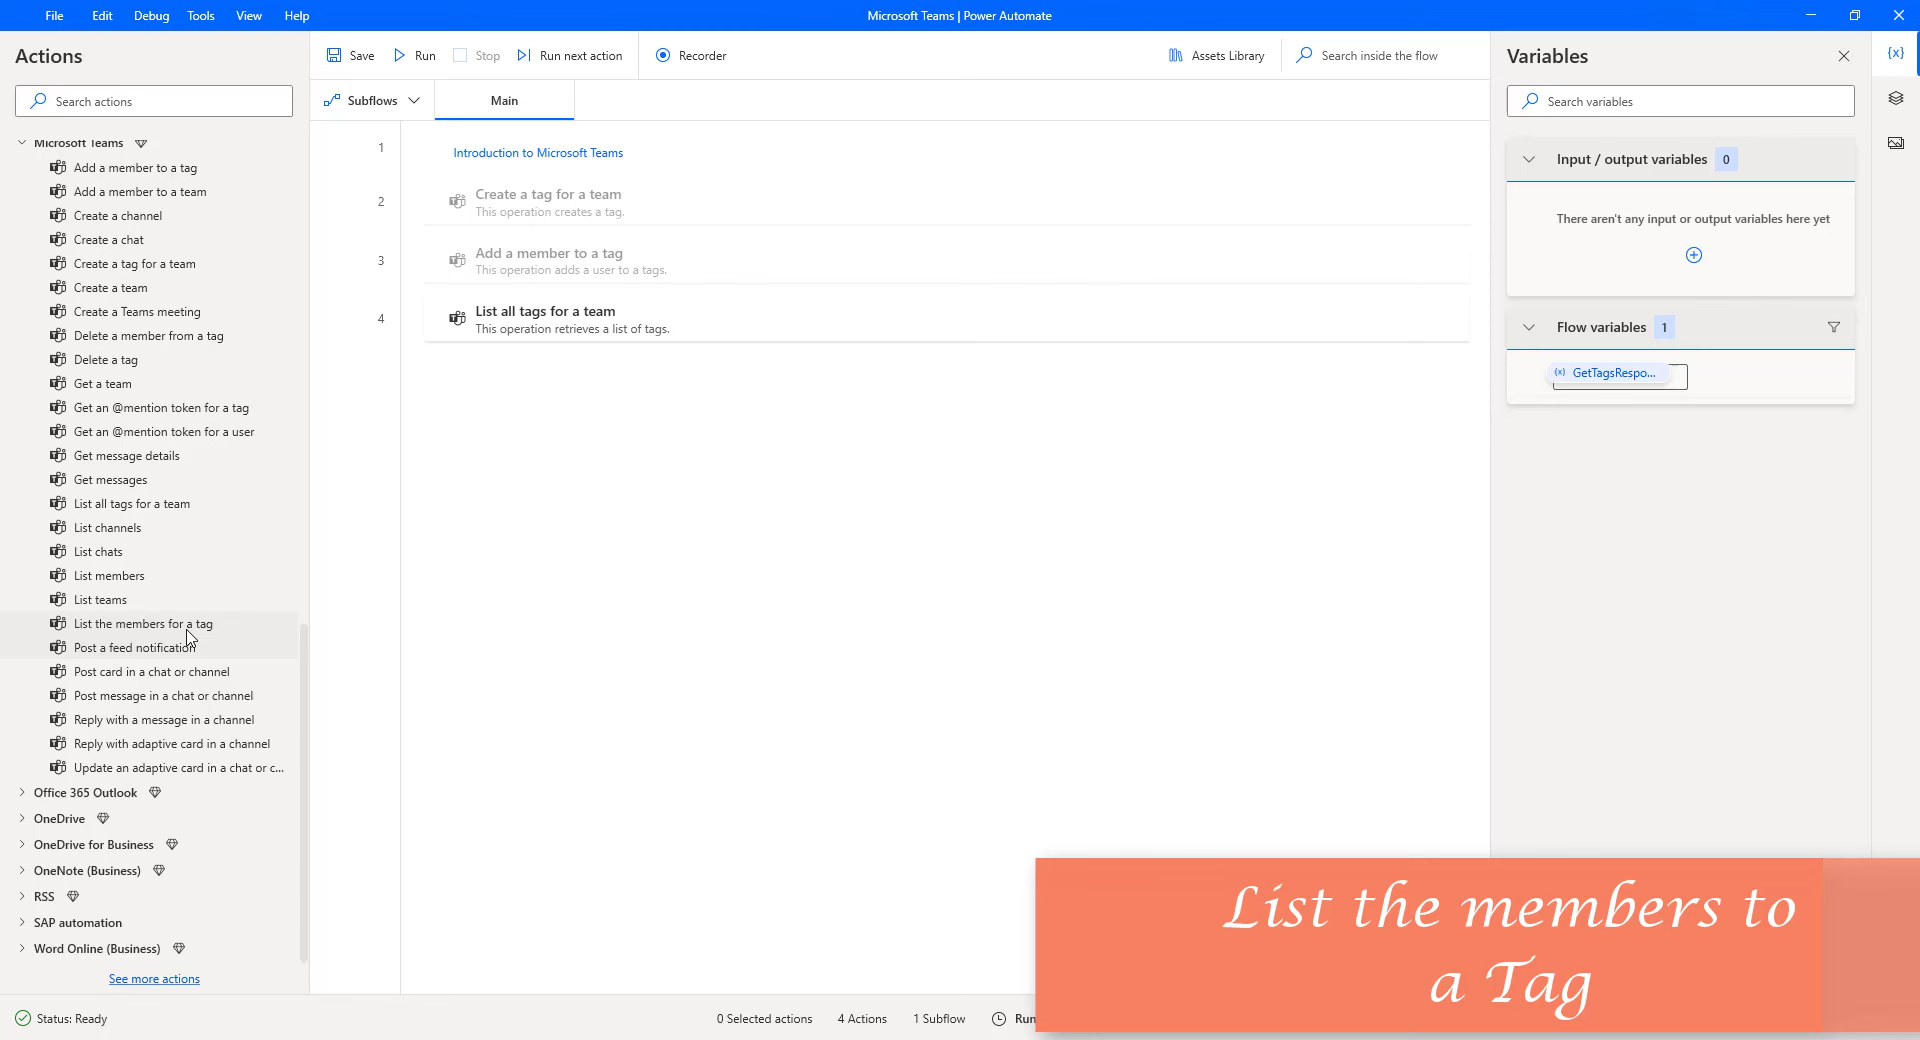 File Edit Debug Tools View Help
Microsoft Teams | Power Automate
Actions
Search actions
Microsoft Teams
Add a member to a tag
Add a member to a team
Create a channel
Create a chat
Create a tag for a team
Create a team
Create a Teams meeting
Delete a member from a tag
Delete a tag
Get a team
Get an @mention token for a tag
Get an @mention token for a user
Get message details
Get messages
List all tags for a team
List channels
List chats
List members
List teams
List the members for a tag
Post a feed notification
Post card in a chat or channel
Post message in a chat or channel
Reply with a message in a channel
Reply with adaptive card in a channel
Update an adaptive card in a chat or c...
Office 365 Outlook
OneDrive
OneDrive for Business
OneNote (Business)
RSS
SAP automation
Word Online (Business)
See more actions
Save Run Stop Run next action Recorder
Assets Library
Search inside the flow
Subflows
Main
1
Introduction to Microsoft Teams
2
Create a tag for a team
This operation creates a tag.
3
Add a member to a tag
This operation adds a user to a tags.
4
List all tags for a team
This operation retrieves a list of tags.
Variables
Search variables
{x}
Input / output variables 0
There aren't any input or output variables here yet
Flow variables 1
(x) GetTagsRespo...
Status: Ready
0 Selected actions
4 Actions
1 Subflow
Run
List the members to
a Tag